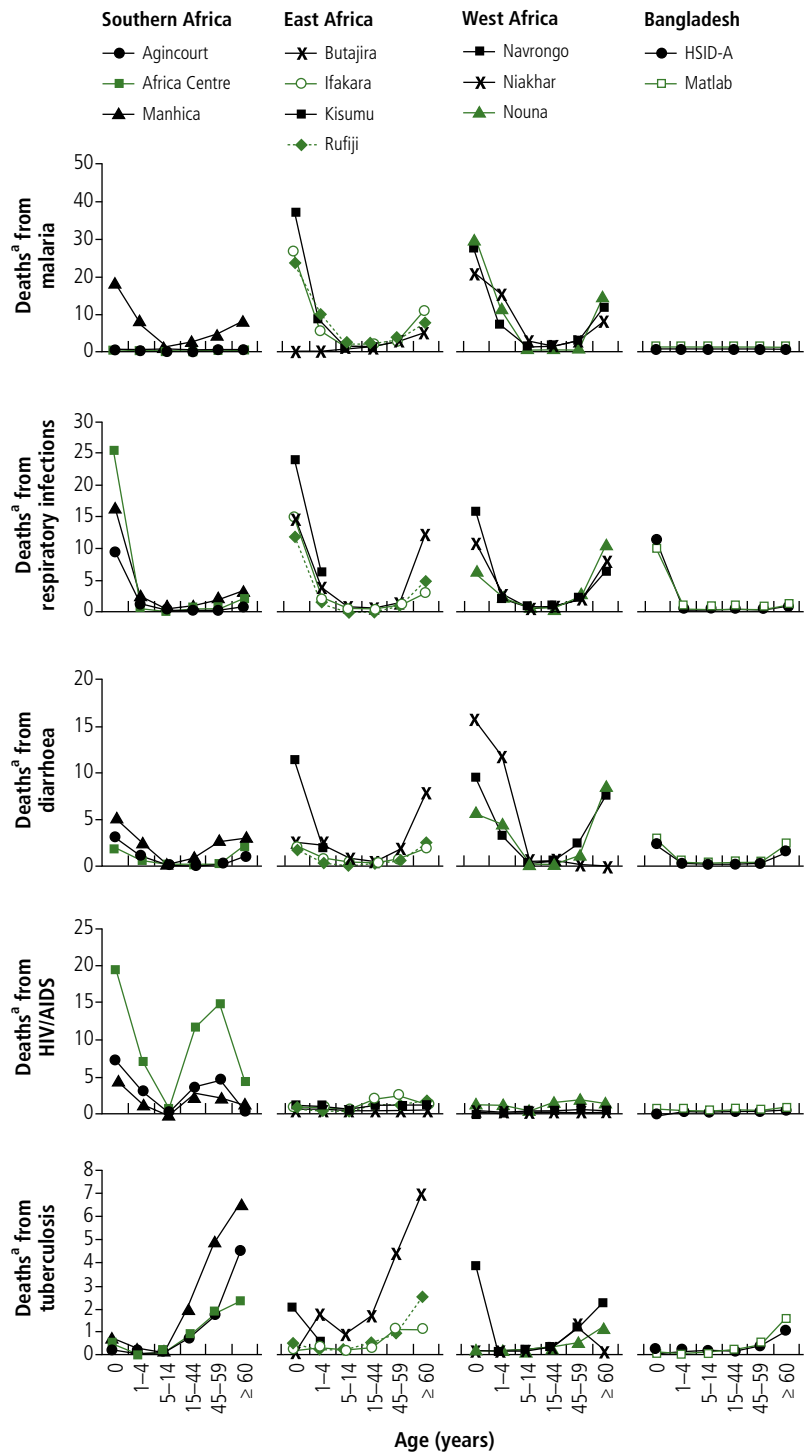 Southern Africa
Agincourt
Africa Centre
Manhica
East Africa
Butajira
Ifakara
Kisumu
Rufiji
West Africa
Navrongo
Niakhar
Nouna
Bangladesh
HSID-A
Matlab
Deathsᵃ from
malaria
50
40
30
20
10
0
Deathsᵃ from
respiratory infections
30
25
20
15
10
5
0
Deathsᵃ from
diarrhoea
20
15
10
5
0
Deathsᵃ from
HIV/AIDS
25
20
15
10
5
0
Deathsᵃ from
tuberculosis
8
7
6
5
4
3
2
1
0
0
1–4
5–14
15–44
45–59
≥ 60
0
1–4
5–14
15–44
45–59
≥ 60
0
1–4
5–14
15–44
45–59
≥ 60
0
1–4
5–14
15–44
45–59
≥ 60
Age (years)